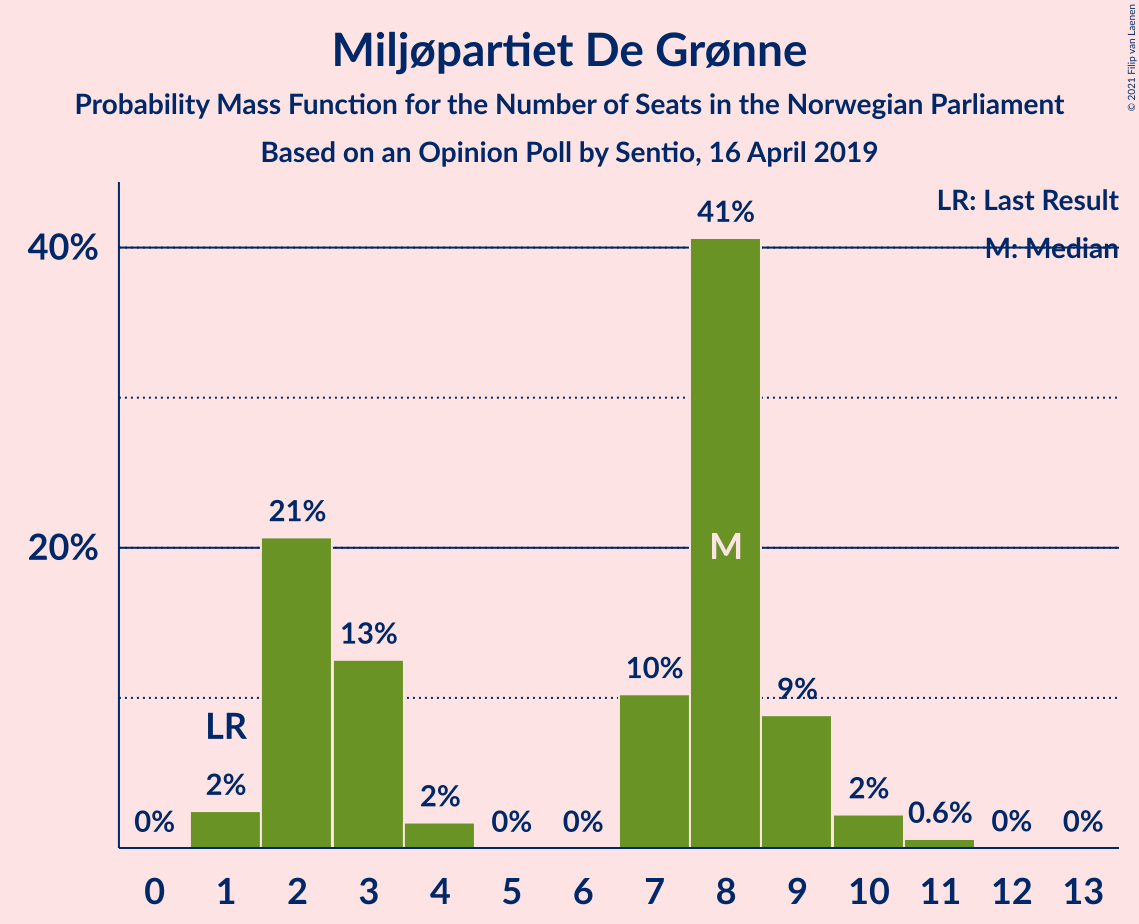 Miljøpartiet De Grønne
Probability Mass Function for the Number of Seats in the Norwegian Parliament
Based on an Opinion Poll by Sentio, 16 April 2019
© 2021 Filip van Laenen
LR: Last Result
M: Median
40%
20%
0%
LR
2%
21%
13%
2%
0%
0%
10%
41%
M
9%
2%
0.6%
0%
0%
0 1 2 3 4 5 6 7 8 9 10 11 12 13